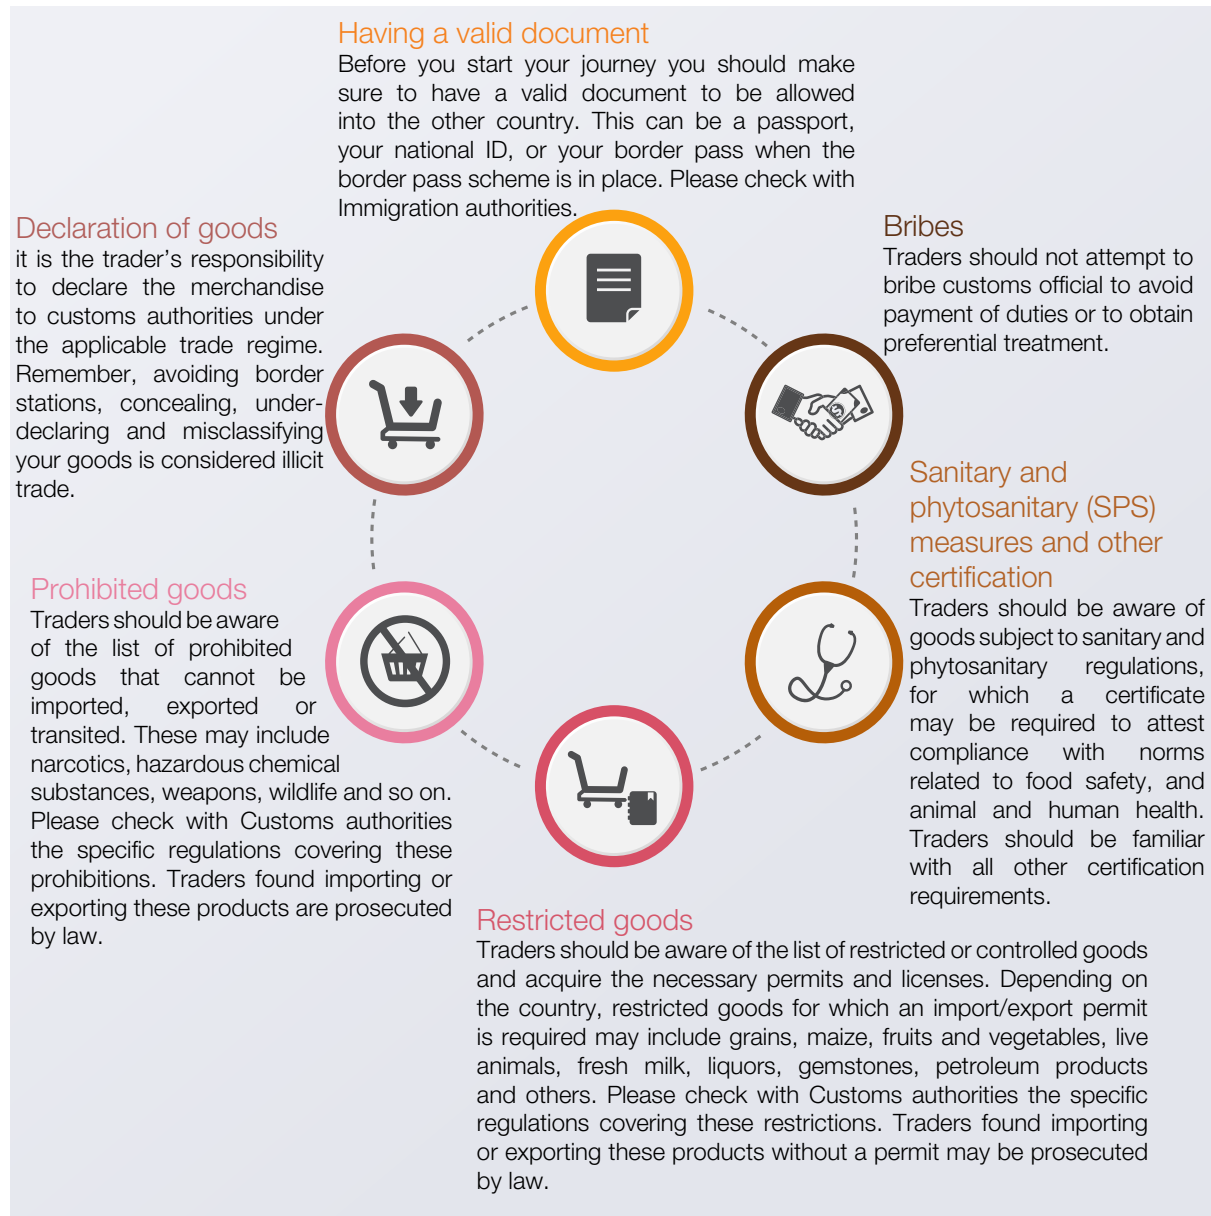 Having a valid document
Before you start your journey you should make
sure to have a valid document to be allowed
into the other country. This can be a passport,
your national ID, or your border pass when the
border pass scheme is in place. Please check with
Immigration authorities.
Declaration of goods
it is the trader's responsibility
to declare the merchandise
to customs authorities under
the applicable trade regime.
Remember, avoiding border
stations, concealing, under-
declaring and misclassifying
your goods is considered illicit
trade.
Bribes
Traders should not attempt to
bribe customs official to avoid
payment of duties or to obtain
preferential treatment.
Sanitary and
phytosanitary (SPS)
measures and other
certification
Traders should be aware of
goods subject to sanitary and
phytosanitary regulations,
for which a certificate
may be required to attest
compliance with norms
related to food safety, and
animal and human health.
Traders should be familiar
with all other certification
requirements.
Prohibited goods
Traders should be aware
of the list of prohibited
goods that cannot be
imported, exported or
transited. These may include
narcotics, hazardous chemical
substances, weapons, wildlife and so on.
Please check with Customs authorities
the specific regulations covering these
prohibitions. Traders found importing or
exporting these products are prosecuted
by law.
Restricted goods
Traders should be aware of the list of restricted or controlled goods
and acquire the necessary permits and licenses. Depending on
the country, restricted goods for which an import/export permit
is required may include grains, maize, fruits and vegetables, live
animals, fresh milk, liquors, gemstones, petroleum products
and others. Please check with Customs authorities the specific
regulations covering these restrictions. Traders found importing
or exporting these products without a permit may be prosecuted
by law.